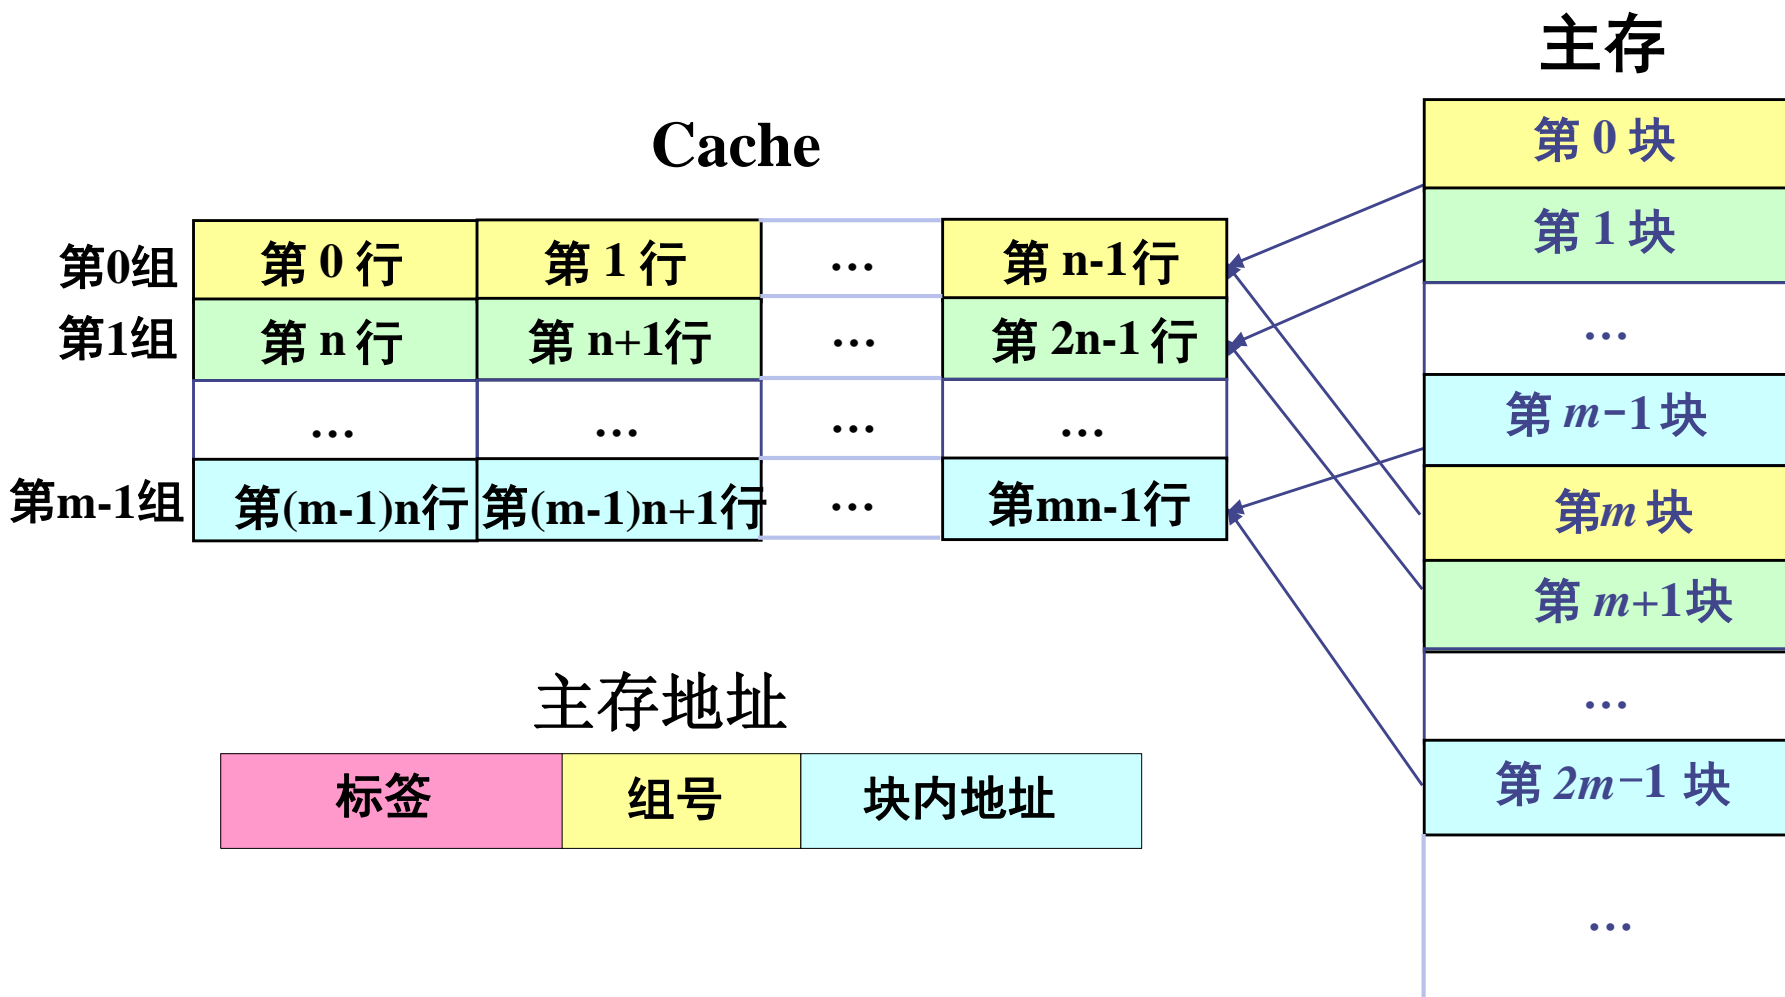 主存
Cache
第0组 第 0 行 第 1 行 … 第 n-1行
第1组 第 n 行 第 n+1行 … 第 2n-1 行
… … … …
第m-1组 第(m-1)n行 第(m-1)n+1行 … 第mn-1行
第 0 块
第 1 块
…
第 m−1 块
第m 块
第 m+1块
…
第 2m−1 块
…
主存地址
标签 组号 块内地址